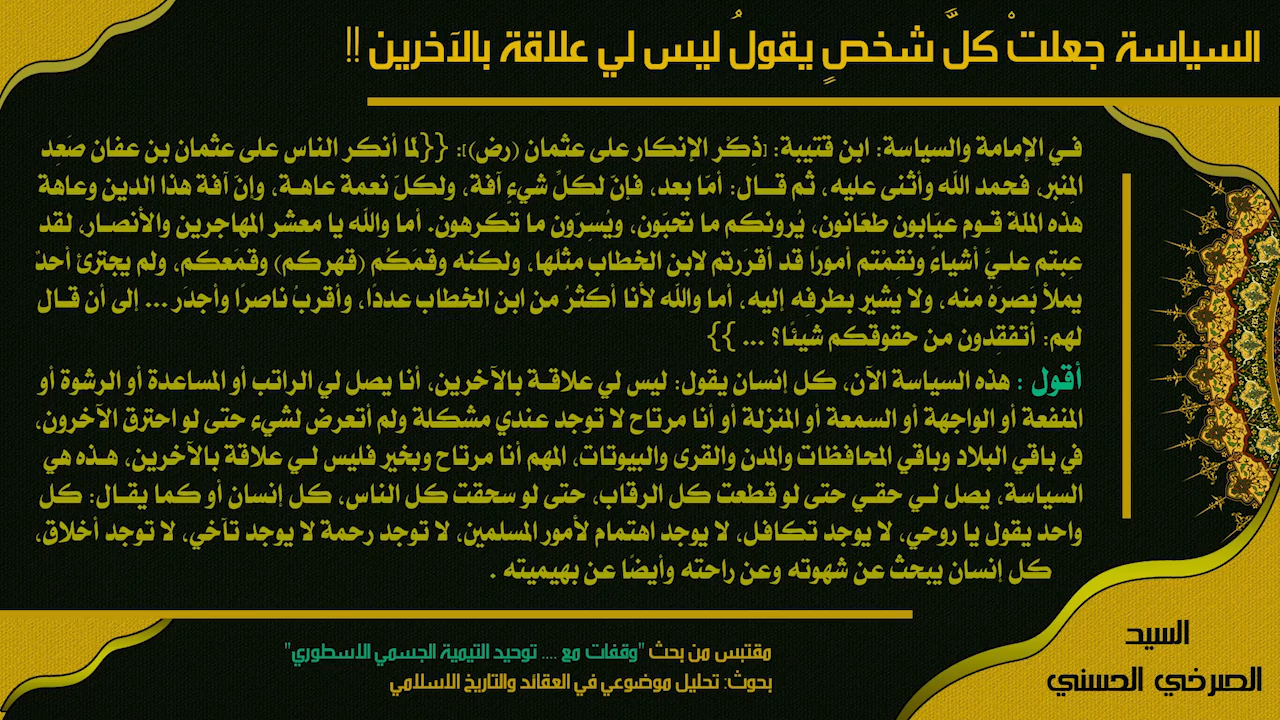 السياسة جعلتْ كلَّ شخصٍ يقولُ ليس لي علاقة بالآخرين !!
في الإمامة والسياسة: ابن قتيبة: [ذِكْر الإنكار على عثمان (رض)]: {{لمّا أنكر الناس على عثمان بن عفان صَعِد
المِنبر، فحمد الله وأثنى عليه، ثم قال: أمّا بعد، فإنّ لكلِّ شيءٍ آفة، ولكلّ نعمة عاهة، وإنّ آفة هذا الدين وعاهة
هذه الملة قوم عيّابون طعّانون، يُرونكم ما تحبّون، ويُسِرّون ما تكرهون. أما والله يا معشر المهاجرين والأنصار، لقد
عِبتم عليَّ أشياءً ونقمْتم أمورًا قد أقرَرتم لابن الخطاب مثلها، ولكنه وقمَكُم (قهركم) وقمَعكم، ولم يجترئ أحدٌ
يملأ بَصرَهُ منه، ولا يشير بطرفِه إليه، أما والله لأنا أكثرُ من ابن الخطاب عددًا، وأقربُ ناصرًا وأجدَر ... إلى أن قال
لهم: أتفقِدون من حقوقكم شيئًا؟ ... }}
أقول : هذه السياسة الآن، كل إنسان يقول: ليس لي علاقة بالآخرين، أنا يصل لي الراتب أو المساعدة أو الرشوة أو
المنفعة أو الواجهة أو السمعة أو المنزلة أو أنا مرتاح لا توجد عندي مشكلة ولم أتعرض لشيء حتى لو احترق الآخرون،
في باقي البلاد وباقي المحافظات والمدن والقرى والبيوتات، المهم أنا مرتاح وبخير فليس لي علاقة بالآخرين، هذه هي
السياسة، يصل لي حقي حتى لو قطعت كل الرقاب، حتى لو سحقت كل الناس، كل إنسان أو كما يقال: كل
واحد يقول يا روحي، لا يوجد تكافل، لا يوجد اهتمام لأمور المسلمين، لا توجد رحمة لا يوجد تآخي، لا توجد أخلاق،
كل إنسان يبحث عن شهوته وعن راحته وأيضًا عن بهيميته .
مقتبس من بحث "وقفات مع .... توحيد التيمية الجسمي الاسطوري"
بحوث: تحليل موضوعي في العقائد والتاريخ الاسلامي
السيد
الصرخي الحسني